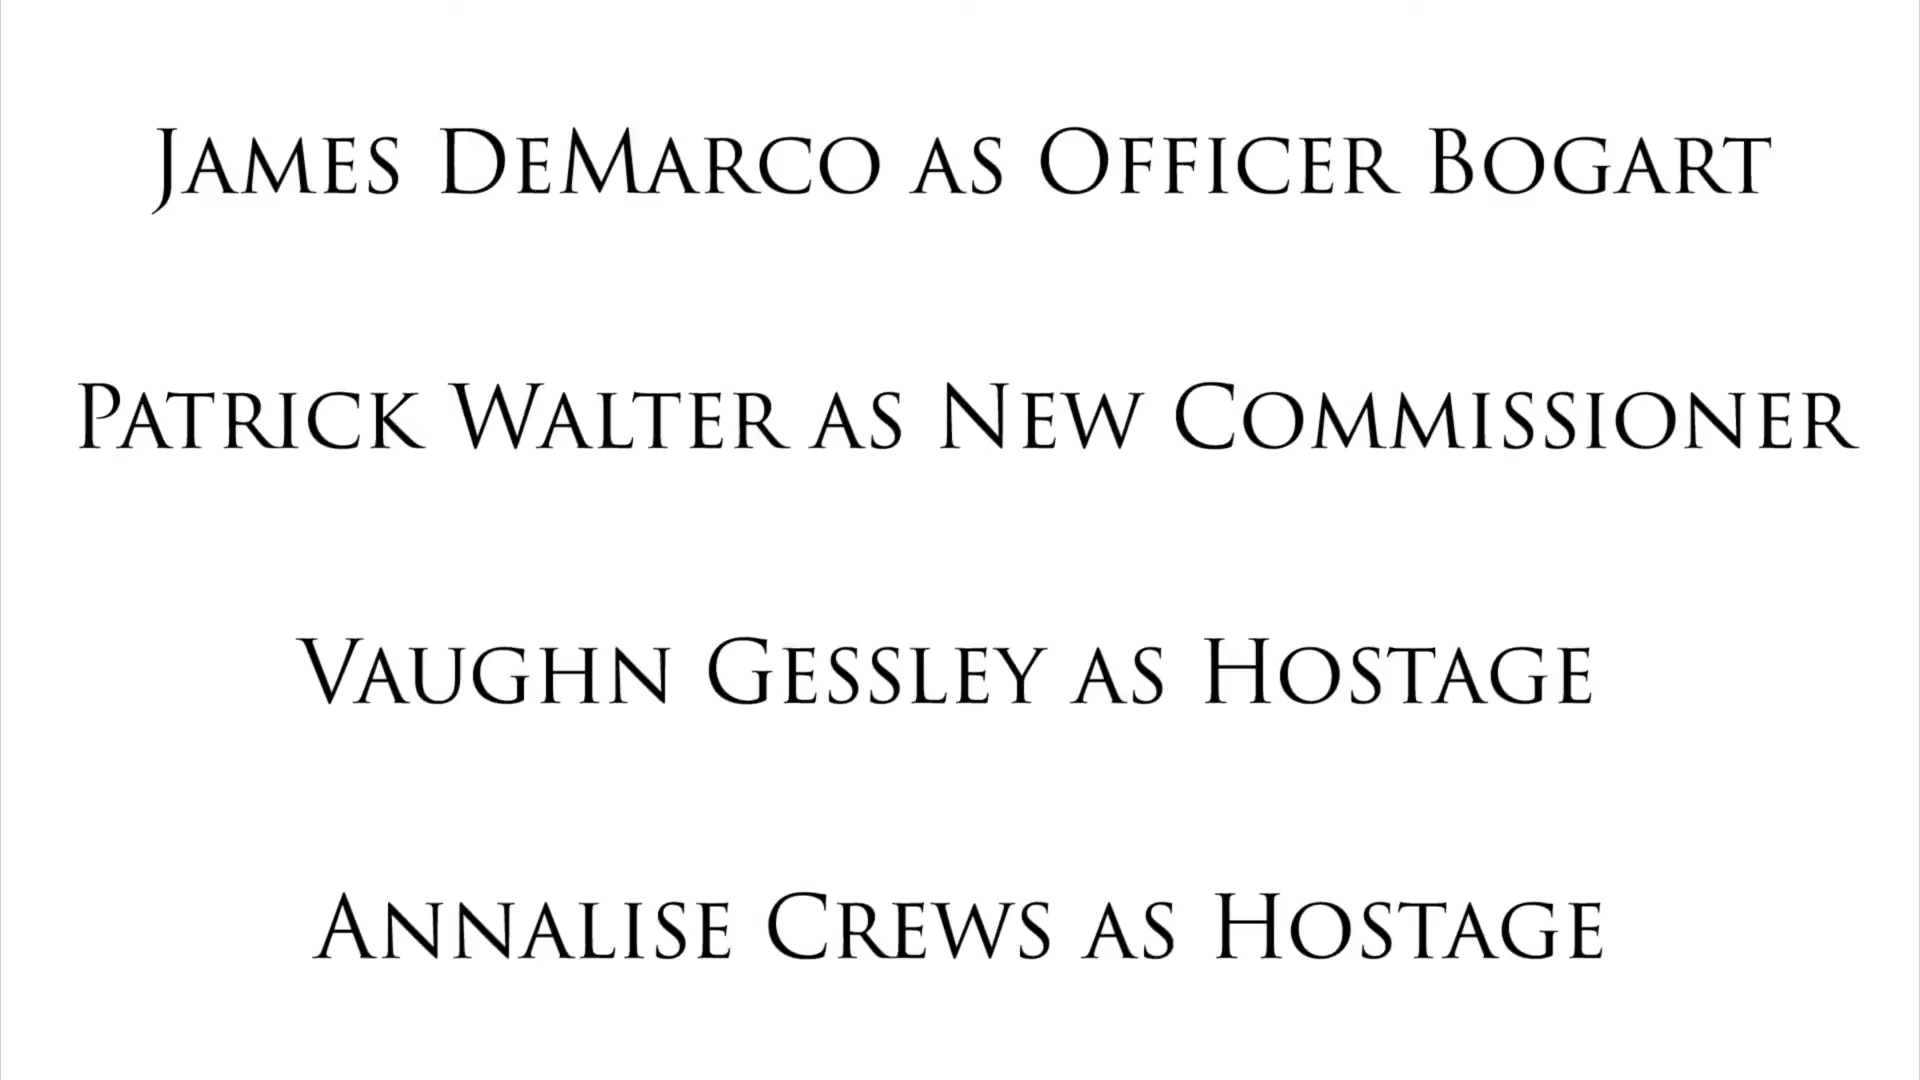 James DeMarco as Officer Bogart
Patrick Walter as New Commissioner
Vaughn Gessley as Hostage
Annalise Crews as Hostage